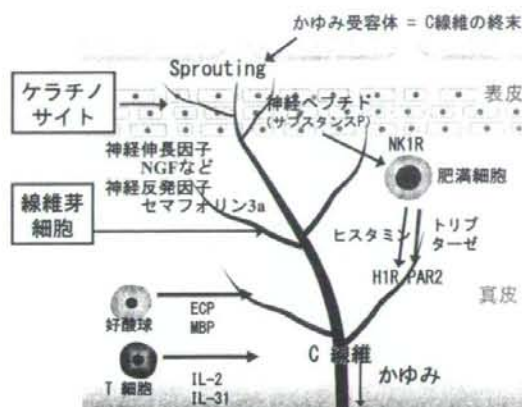 かゆみ受容体 = C線維の終末
Sprouting
ケラチノ
サイト
神経ペプチド
(サブスタンスP)
表皮
NK1R
神経伸長因子
NGFなど
神経反発因子
セマフォリン3a
肥満細胞
線維芽
細胞
ヒスタミン
トリプ
ターゼ
H1R PAR2
真皮
好酸球
ECP
MBP
C 線維
かゆみ
T 細胞
IL-2
IL-31